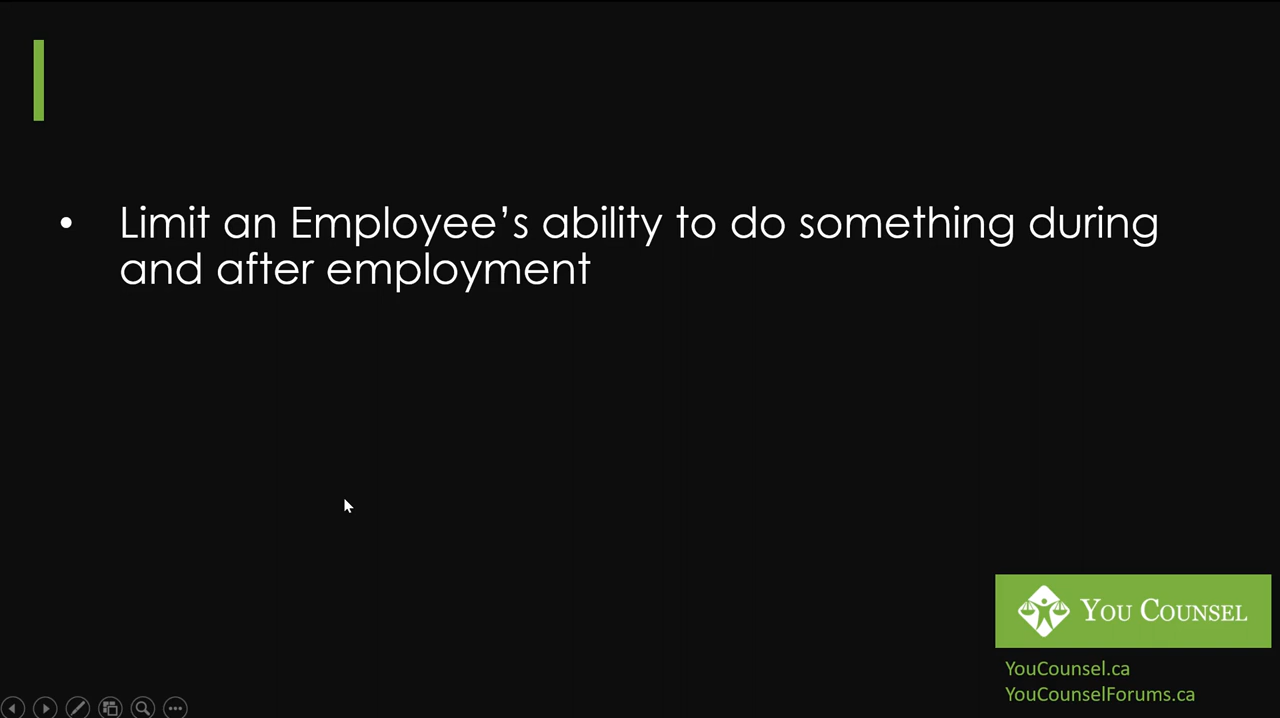 • Limit an Employee’s ability to do something during
and after employment
You Counsel
YouCounsel.ca
YouCounselForums.ca